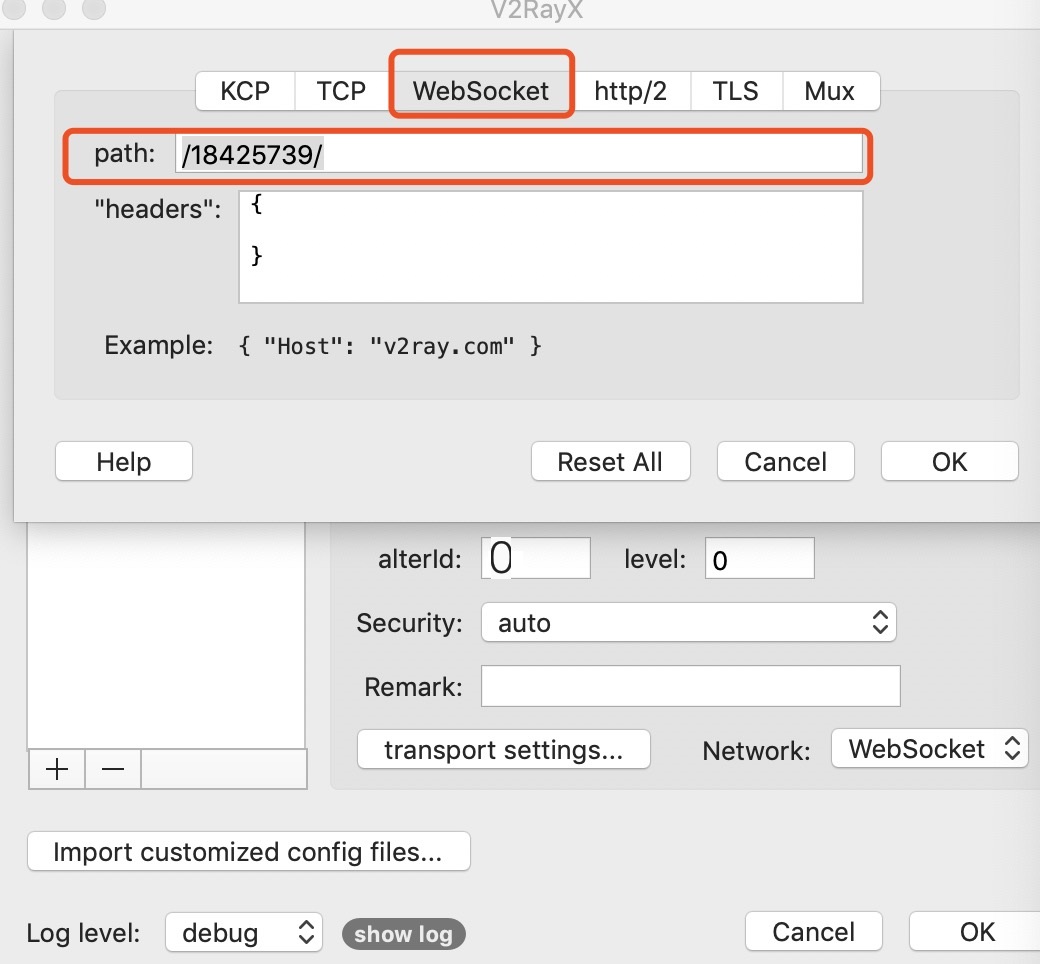 V2RayX
KCP TCP WebSocket http/2 TLS Mux
path: /18425739/
"headers": {
}
Example: { "Host": "v2ray.com" }
Help Reset All Cancel OK
alterId: 0 level: 0
Security: auto
Remark:
transport settings... Network: WebSocket
Import customized config files...
Log level: debug show log Cancel OK